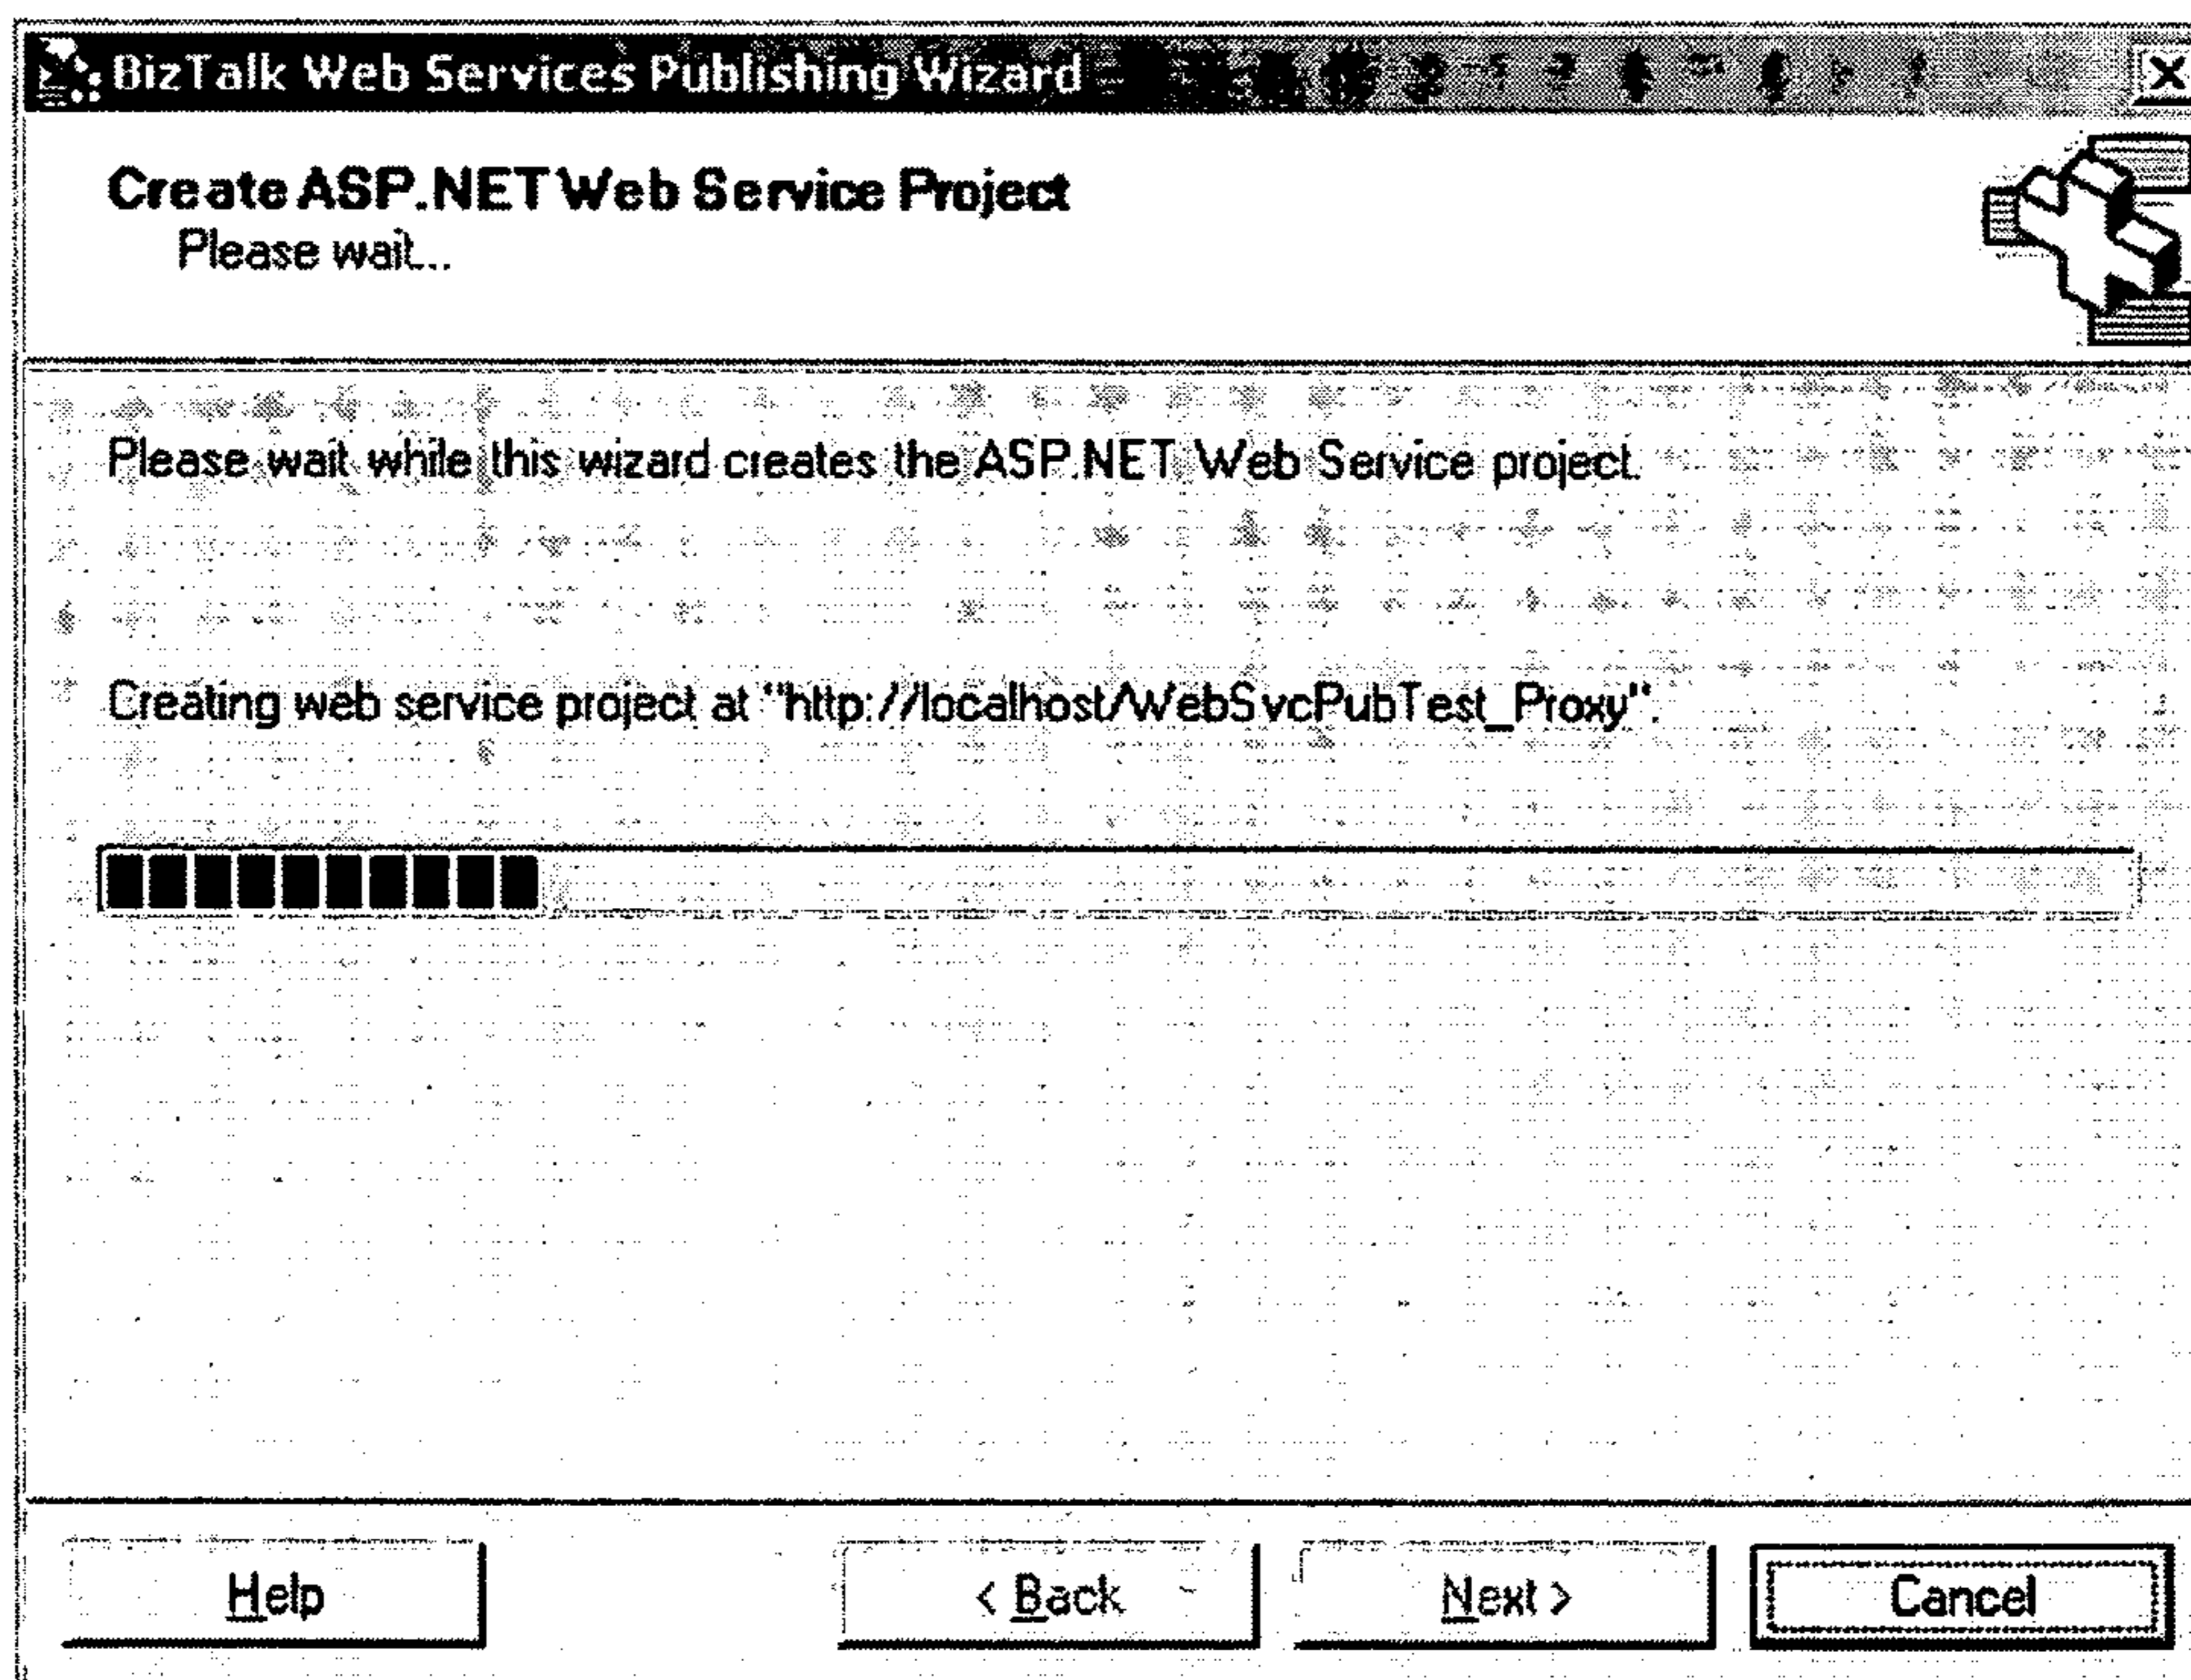 BizTalk Web Services Publishing Wizard
Create ASP.NET Web Service Project
Please wait...
Please wait while this wizard creates the ASP.NET Web Service project.
Creating web service project at "http://localhost/WebSvcPubTest_Proxy".
Help
< Back
Next >
Cancel